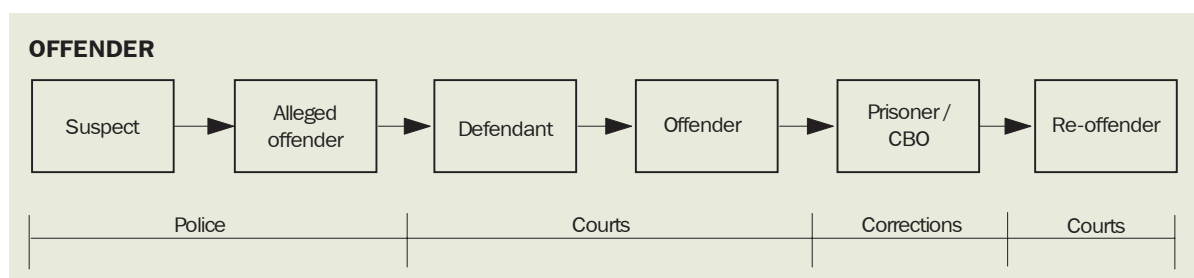 OFFENDER
Suspect
Alleged
offender
Defendant
Offender
Prisoner /
CBO
Re-offender
Police
Courts
Corrections
Courts